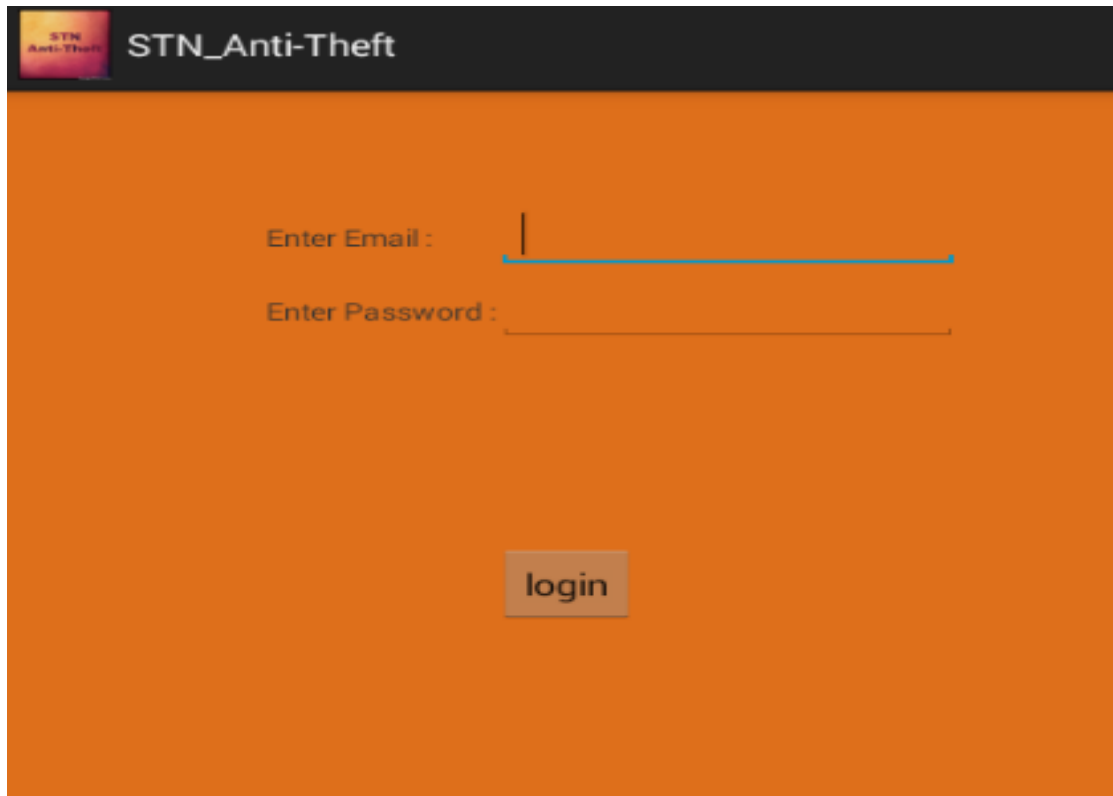 STN
Anti-Theft
STN_Anti-Theft
Enter Email :
Enter Password :
login